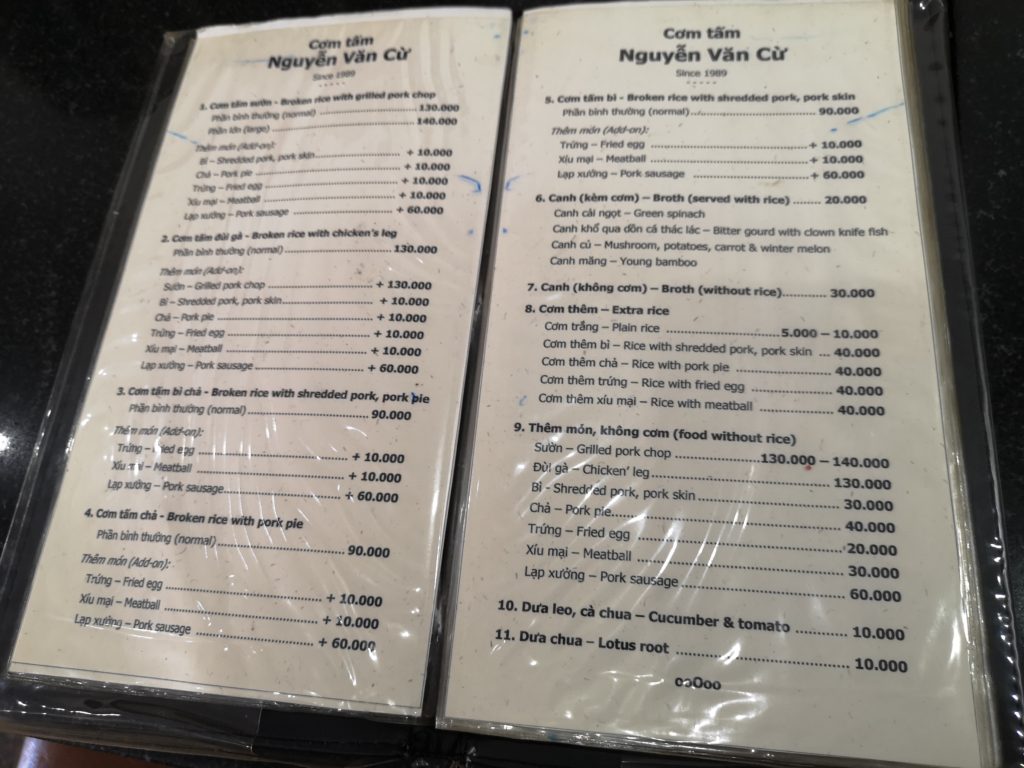 Cơm tấm
Nguyễn Văn Cừ
Since 1989
-----
1. Cơm tấm sườn - Broken rice with grilled pork chop
Phần bình thường (normal) ............ 130.000
Phần lớn (large) ............ 140.000
Thêm món (Add-on):
Bì – Shredded pork, pork skin ............ + 10.000
Chả – Pork pie ............ + 10.000
Trứng – Fried egg ............ + 10.000
Xíu mại – Meatball ............ + 10.000
Lạp xưởng – Pork sausage ............ + 60.000
2. Cơm tấm đùi gà - Broken rice with chicken's leg
Phần bình thường (normal) ............ 130.000
Thêm món (Add-on):
Sườn – Grilled pork chop ............ + 130.000
Bì – Shredded pork, pork skin ............ + 10.000
Chả – Pork pie ............ + 10.000
Trứng – Fried egg ............ + 10.000
Xíu mại – Meatball ............ + 10.000
Lạp xưởng – Pork sausage ............ + 60.000
3. Cơm tấm bì chả - Broken rice with shredded pork, pork pie
Phần bình thường (normal) ............ 90.000
Thêm món (Add-on):
Trứng – Fried egg ............ + 10.000
Xíu mại – Meatball ............ + 10.000
Lạp xưởng – Pork sausage ............ + 60.000
4. Cơm tấm chả - Broken rice with pork pie
Phần bình thường (normal) ............ 90.000
Thêm món (Add-on):
Trứng – Fried egg ............ + 10.000
Xíu mại – Meatball ............ + 10.000
Lạp xưởng – Pork sausage ............ + 60.000
Cơm tấm
Nguyễn Văn Cừ
Since 1989
-----
5. Cơm tấm bì - Broken rice with shredded pork, pork skin
Phần bình thường (normal) ............ 90.000
Thêm món (Add-on):
Trứng – Fried egg ............ + 10.000
Xíu mại – Meatball ............ + 10.000
Lạp xưởng – Pork sausage ............ + 60.000
6. Canh (kèm cơm) – Broth (served with rice) ........ 20.000
Canh cải ngọt – Green spinach
Canh khổ qua dồn cá thác lác – Bitter gourd with clown knife fish
Canh củ – Mushroom, potatoes, carrot & winter melon
Canh măng – Young bamboo
7. Canh (không cơm) – Broth (without rice) ............ 30.000
8. Cơm thêm – Extra rice
Cơm trắng – Plain rice ............ 5.000 – 10.000
Cơm thêm bì – Rice with shredded pork, pork skin ... 40.000
Cơm thêm chả – Rice with pork pie ............ 40.000
Cơm thêm trứng – Rice with fried egg ............ 40.000
Cơm thêm xíu mại – Rice with meatball ............ 40.000
9. Thêm món, không cơm (food without rice)
Sườn – Grilled pork chop ............ 130.000 – 140.000
Đùi gà – Chicken' leg ............ 130.000
Bì - Shredded pork, pork skin ............ 30.000
Chả – Pork pie ............ 40.000
Trứng – Fried egg ............ 20.000
Xíu mại – Meatball ............ 30.000
Lạp xưởng – Pork sausage ............ 60.000
10. Dưa leo, cà chua – Cucumber & tomato ............ 10.000
11. Dưa chua – Lotus root ............ 10.000
ooOoo